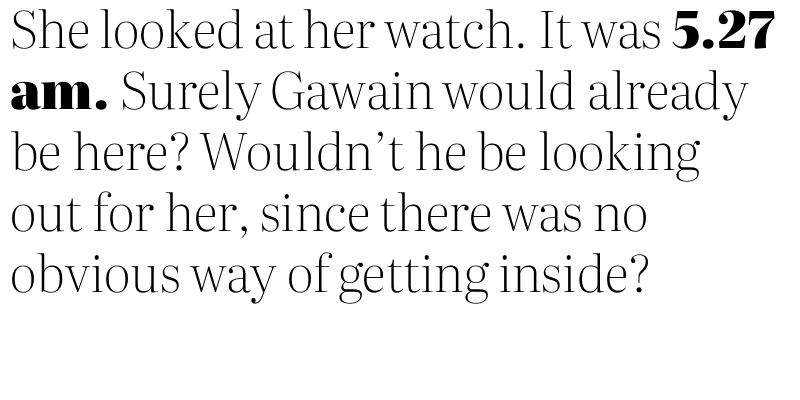 She looked at her watch. It was 5.27
am. Surely Gawain would already
be here? Wouldn’t he be looking
out for her, since there was no
obvious way of getting inside?